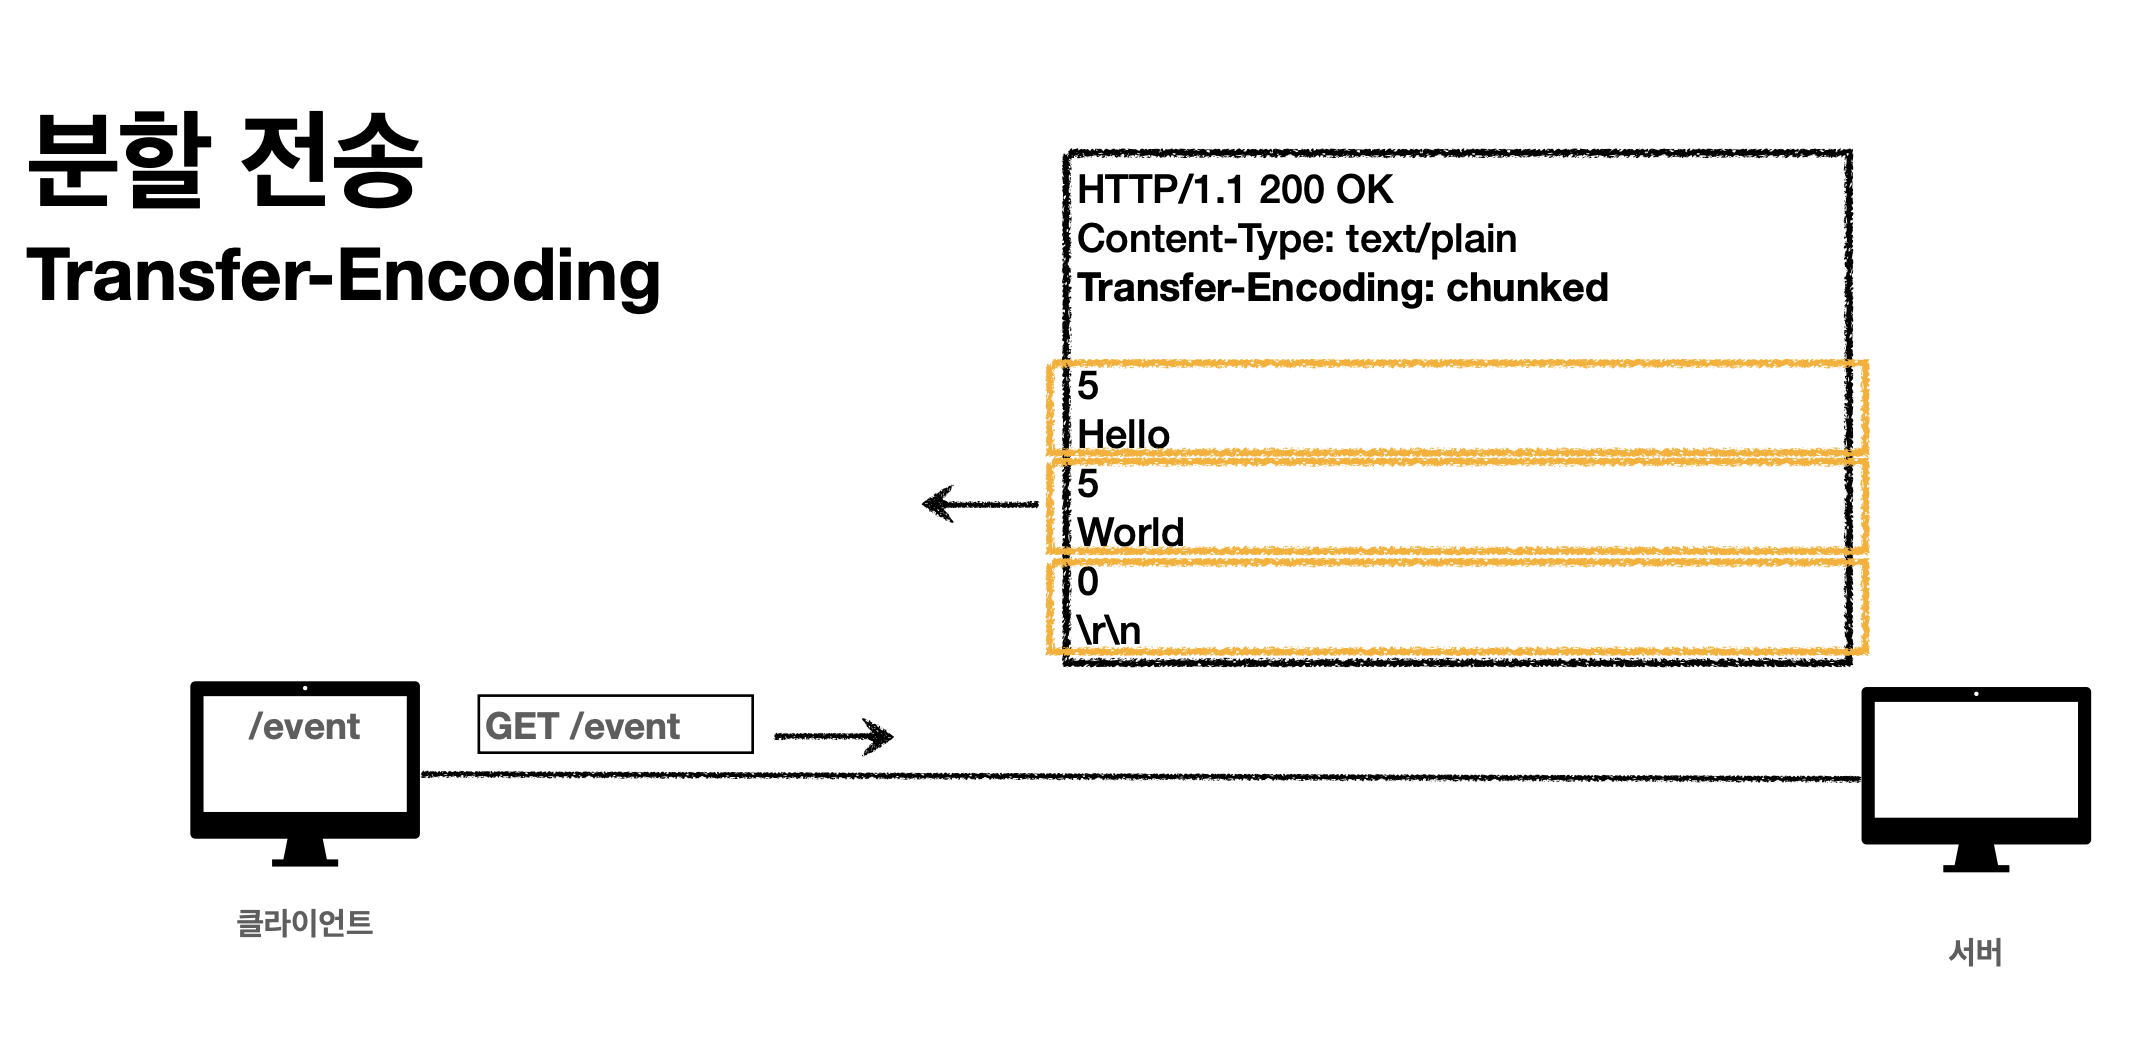 분할 전송
Transfer-Encoding
HTTP/1.1 200 OK
Content-Type: text/plain
Transfer-Encoding: chunked
5
Hello
5
World
0
\r\n
/event
GET /event
클라이언트
서버